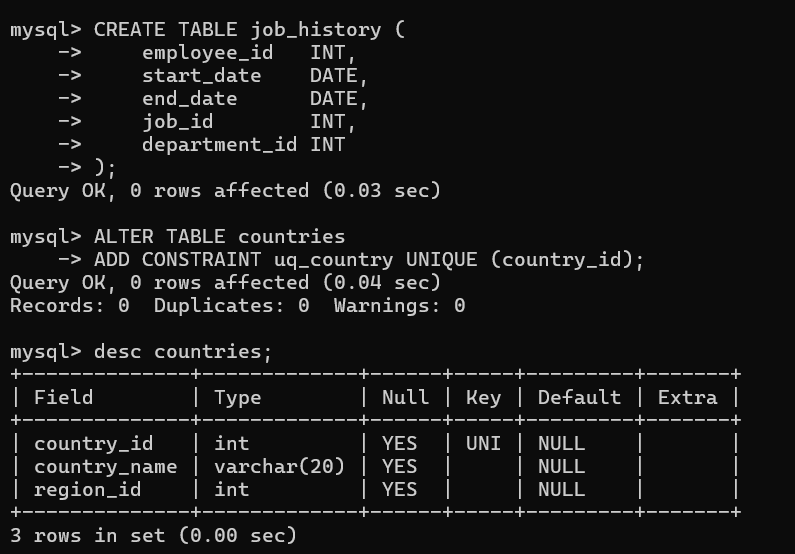 mysql> CREATE TABLE job_history (
    ->     employee_id   INT,
    ->     start_date    DATE,
    ->     end_date      DATE,
    ->     job_id        INT,
    ->     department_id INT
    -> );
Query OK, 0 rows affected (0.03 sec)

mysql> ALTER TABLE countries
    -> ADD CONSTRAINT uq_country UNIQUE (country_id);
Query OK, 0 rows affected (0.04 sec)
Records: 0  Duplicates: 0  Warnings: 0

mysql> desc countries;
+--------------+-------------+------+-----+---------+-------+
| Field        | Type        | Null | Key | Default | Extra |
+--------------+-------------+------+-----+---------+-------+
| country_id   | int         | YES  | UNI | NULL    |       |
| country_name | varchar(20) | YES  |     | NULL    |       |
| region_id    | int         | YES  |     | NULL    |       |
+--------------+-------------+------+-----+---------+-------+
3 rows in set (0.00 sec)